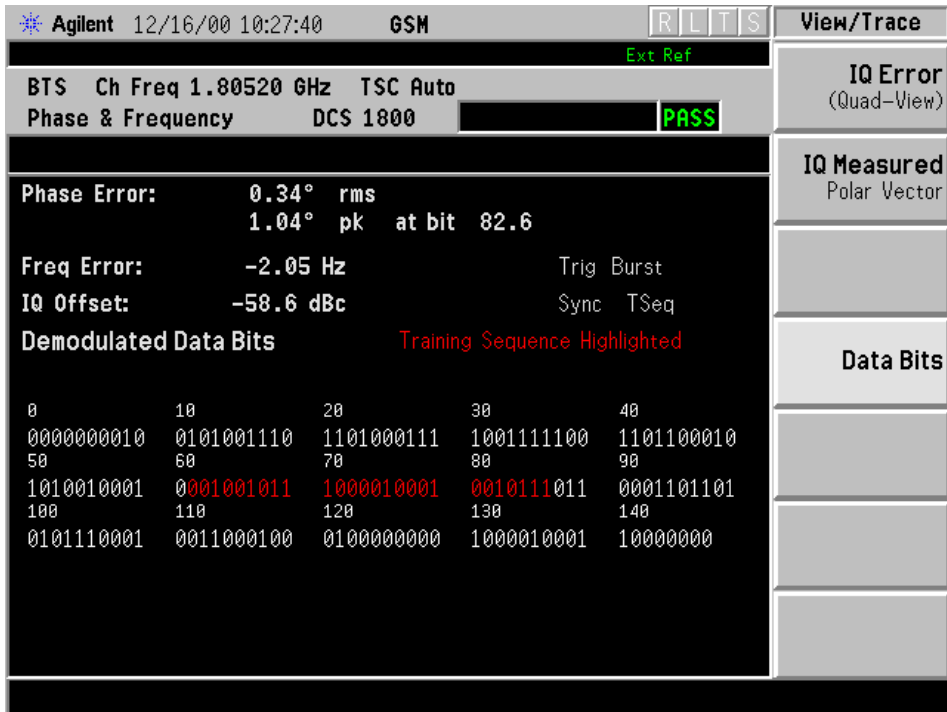 Agilent 12/16/00 10:27:40 GSM R L T S View/Trace
Ext Ref
BTS Ch Freq 1.80520 GHz TSC Auto
Phase & Frequency DCS 1800 PASS
IQ Error
(Quad-View)
IQ Measured
Polar Vector
Phase Error: 0.34° rms
1.04° pk at bit 82.6
Freq Error: -2.05 Hz Trig Burst
IQ Offset: -58.6 dBc Sync TSeq
Demodulated Data Bits Training Sequence Highlighted
Data Bits
0 10 20 30 40
0000000010 0101001110 1101000111 1001111100 1101100010
50 60 70 80 90
1010010001 0001001011 1000010001 0010111011 0001101101
100 110 120 130 140
0101110001 0011000100 0100000000 1000010001 10000000